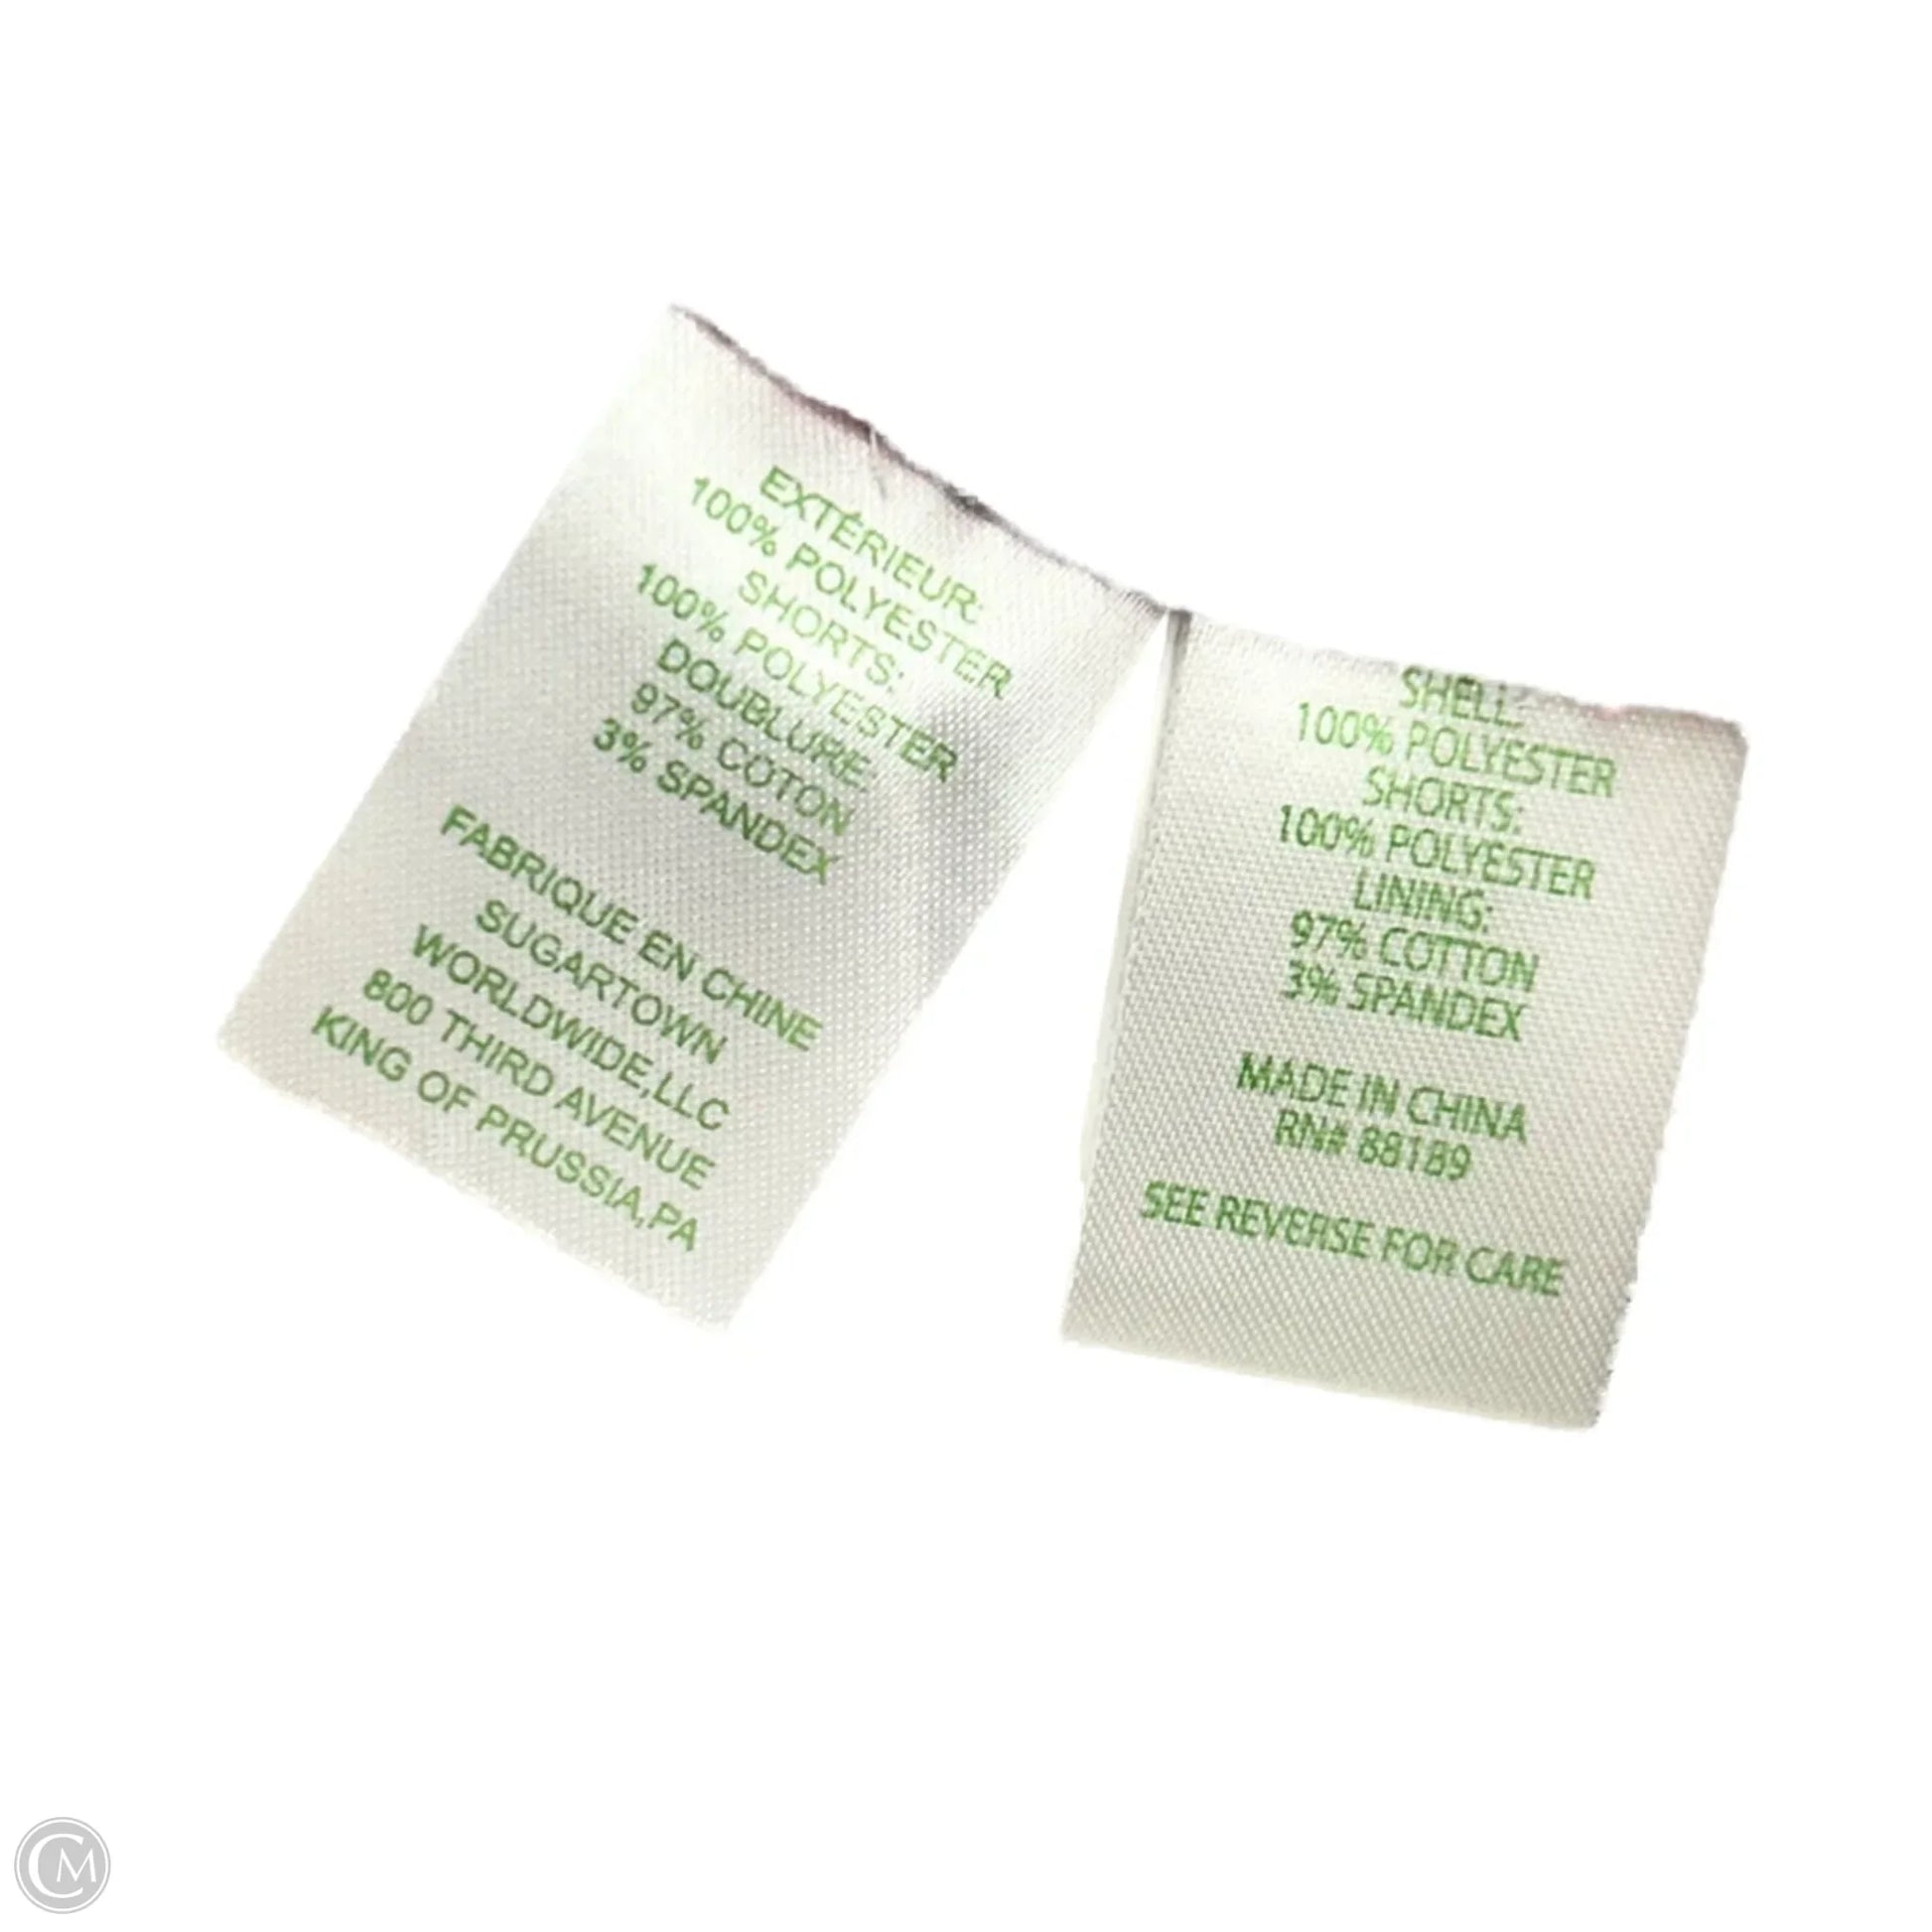 EXTÉRIEUR:
100% POLYESTER
SHORTS:
100% POLYESTER
DOUBLURE:
97% COTON
3% SPANDEX
FABRIQUE EN CHINE
SUGARTOWN
WORLDWIDE,LLC
800 THIRD AVENUE
KING OF PRUSSIA,PA
SHELL:
100% POLYESTER
SHORTS:
100% POLYESTER
LINING:
97% COTTON
3% SPANDEX
MADE IN CHINA
RN# 88189
SEE REVERSE FOR CARE
CM